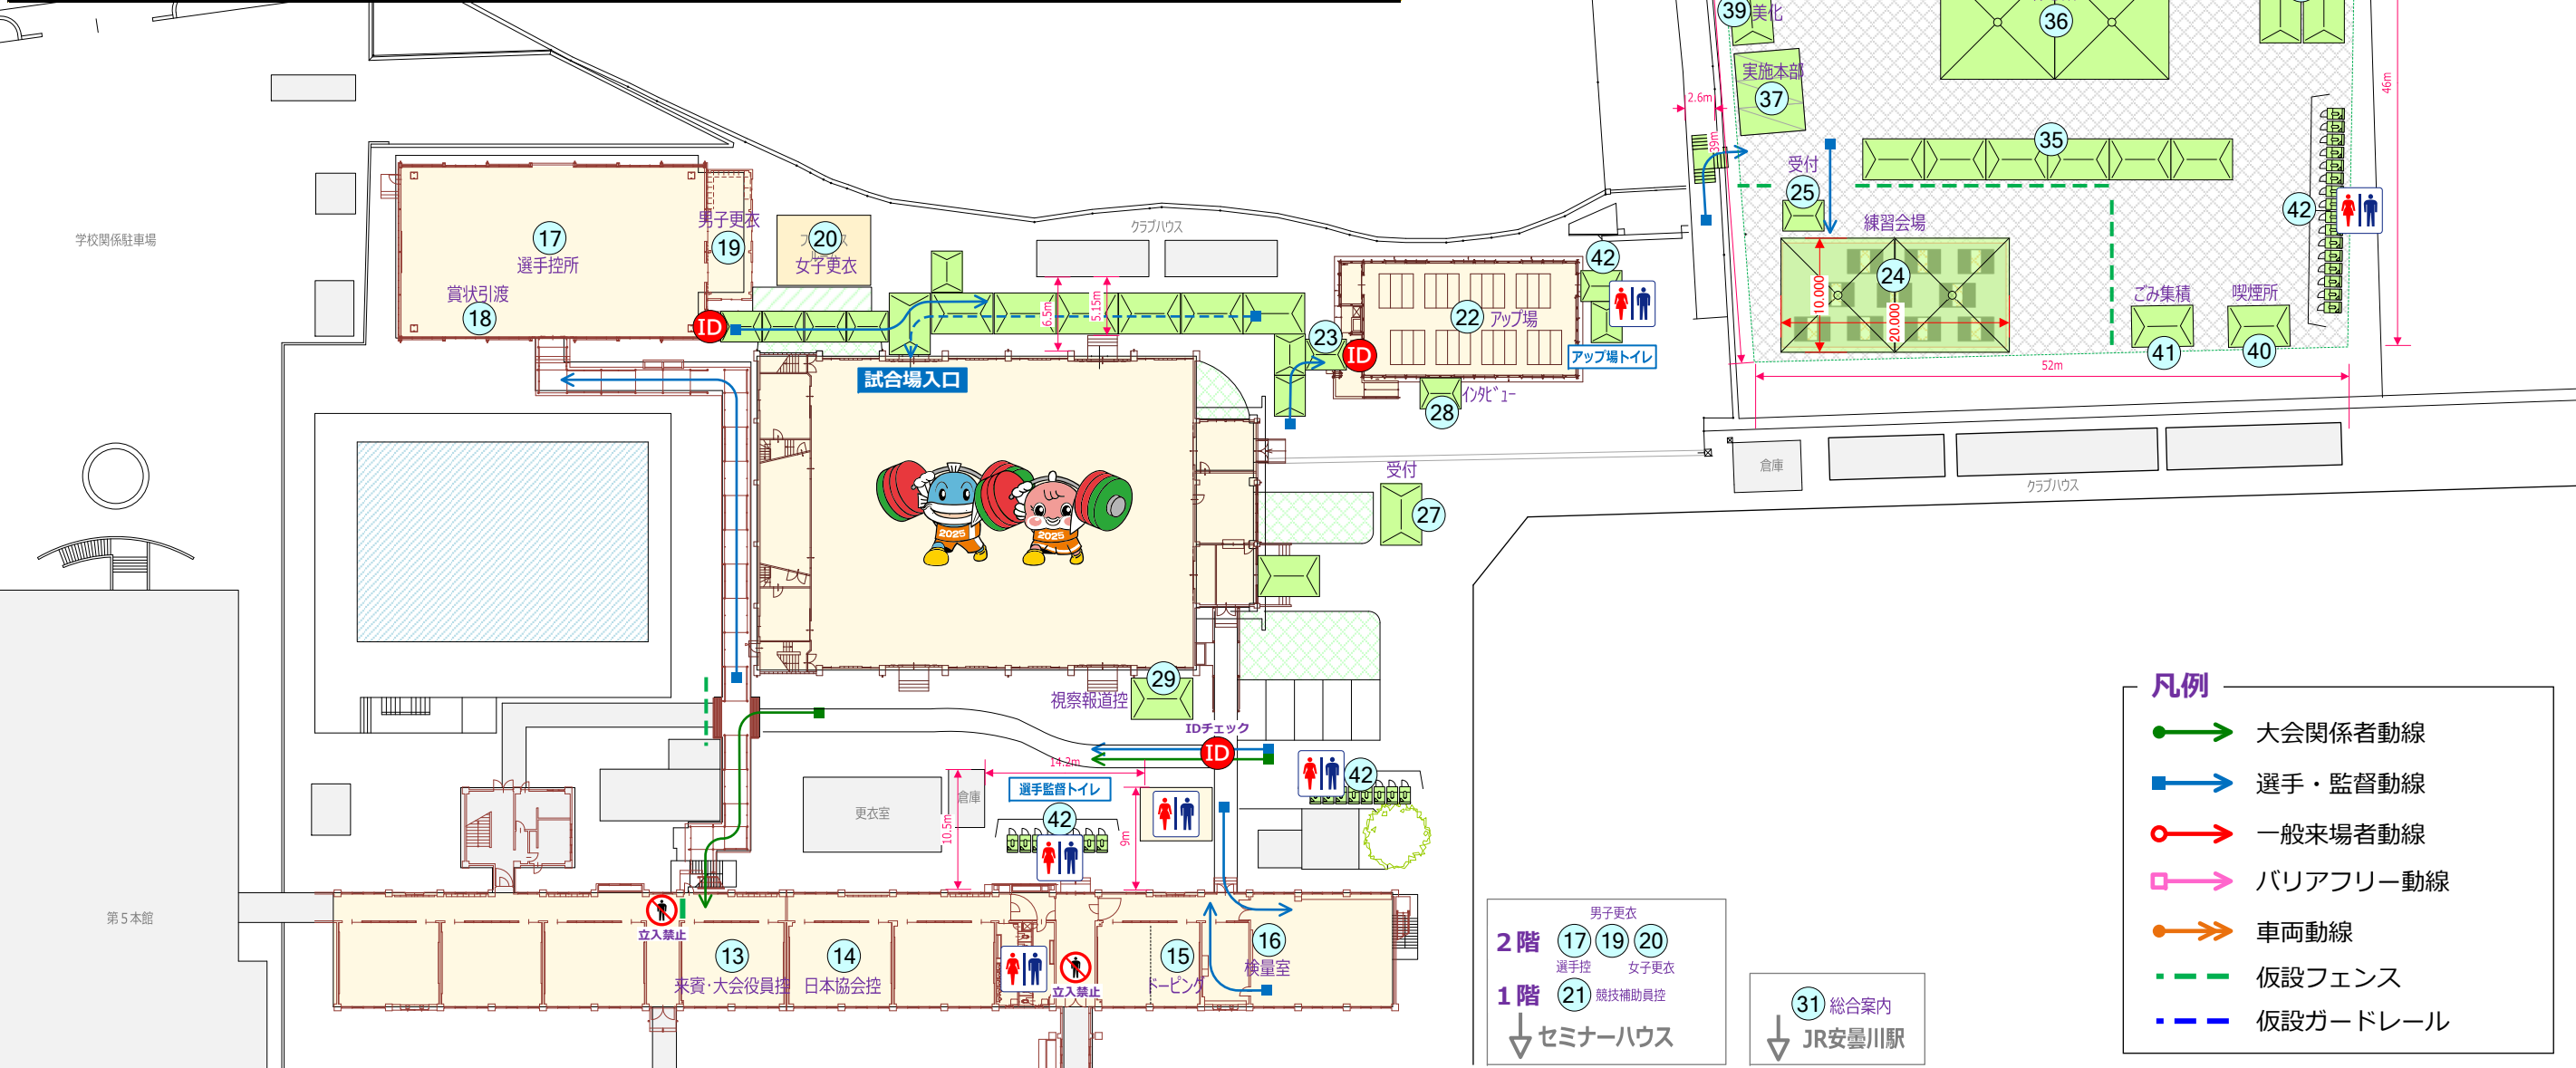 39 美化
36
実施本部
37
2.6m
39m
46m
35
受付
25
42
練習会場
24
10.000
20.000
ごみ集積
41
喫煙所
40
52m
学校関係駐車場
17
選手控所
賞状引渡
18
男子更衣
19
20
女子更衣
ID
クラブハウス
6.5m
5.15m
試合場入口
22 アップ場
23
ID
42
アップ場トイレ
28
インタビュー
倉庫
クラブハウス
受付
27
2025
2025
29
視察報道控
IDチェック
ID
14.2m
選手監督トイレ
42
更衣室
倉庫
10.5m
9m
42
第5本館
立入禁止
13
来賓・大会役員控
14
日本協会控
立入禁止
15
ドーピング
16
検量室
男子更衣
2階 17 19 20
選手控 女子更衣
1階 21 競技補助員控
セミナーハウス
31 総合案内
JR安曇川駅
凡例
大会関係者動線
選手・監督動線
一般来場者動線
バリアフリー動線
車両動線
仮設フェンス
仮設ガードレール